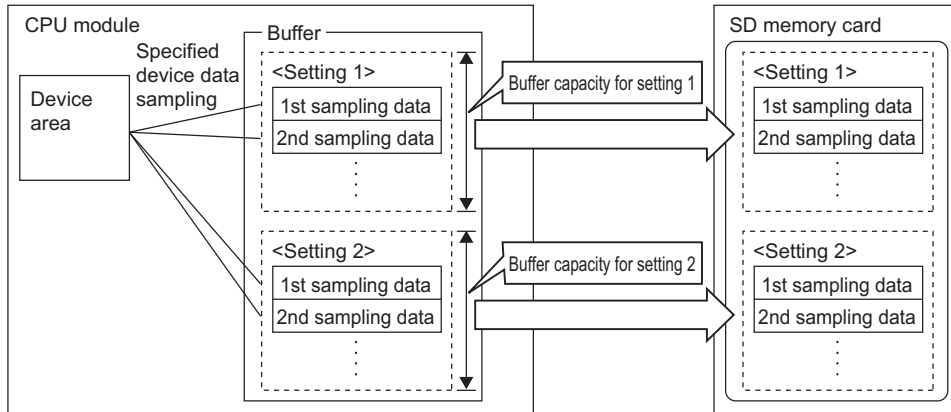 CPU module
Specified
device data
sampling
Device
area
Buffer
<Setting 1>
1st sampling data
2nd sampling data
Buffer capacity for setting 1
<Setting 2>
1st sampling data
2nd sampling data
Buffer capacity for setting 2
SD memory card
<Setting 1>
1st sampling data
2nd sampling data
<Setting 2>
1st sampling data
2nd sampling data